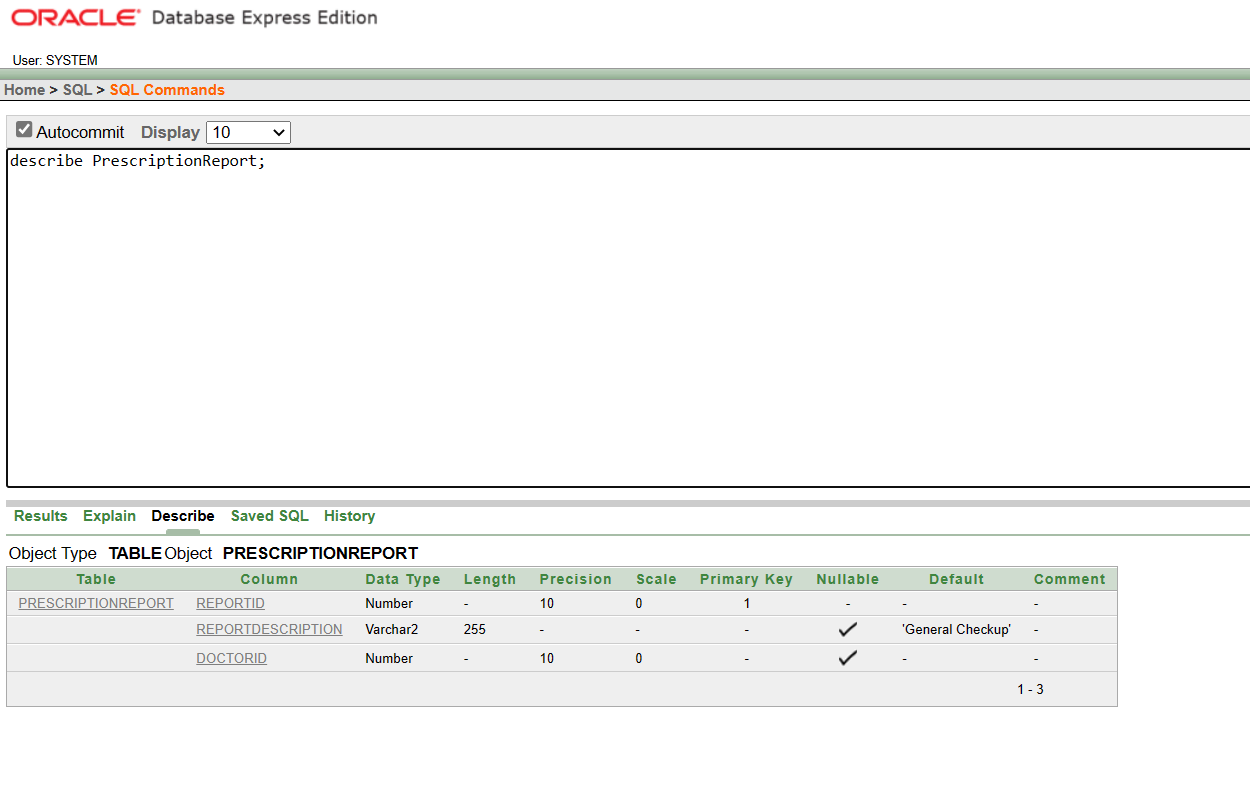 ORACLE® Database Express Edition
User: SYSTEM
Home > SQL > SQL Commands
Autocommit Display 10
describe PrescriptionReport;
Results Explain Describe Saved SQL History
Object Type TABLE Object PRESCRIPTIONREPORT
Table Column Data Type Length Precision Scale Primary Key Nullable Default Comment
PRESCRIPTIONREPORT REPORTID Number - 10 0 1 - - -
REPORTDESCRIPTION Varchar2 255 - - - 'General Checkup' -
DOCTORID Number - 10 0 - - -
1 - 3